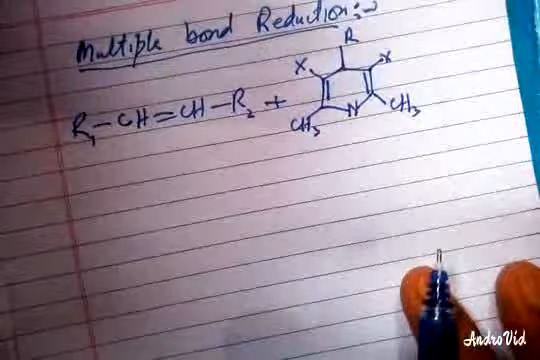 Multiple bond Reduction:-
R
X X
R₁-CH=CH-R₂ +
N
CH₃ CH₃
AndroVid